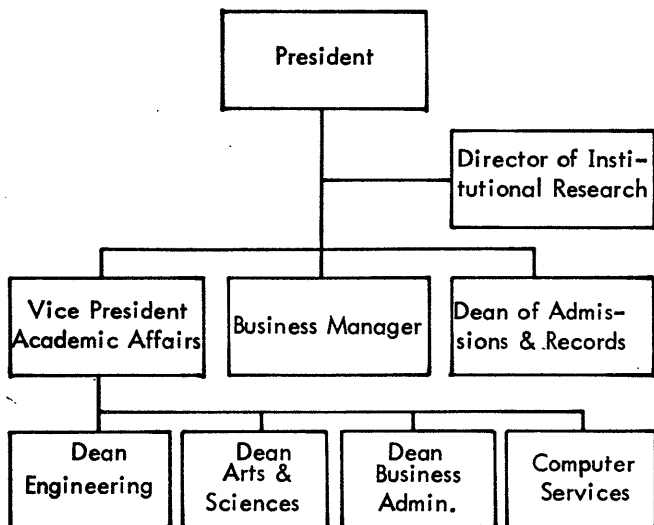 President
Director of Insti-
tutional Research
Vice President
Academic Affairs
Business Manager
Dean of Admis-
sions & Records
Dean
Engineering
Dean
Arts &
Sciences
Dean
Business
Admin.
Computer
Services